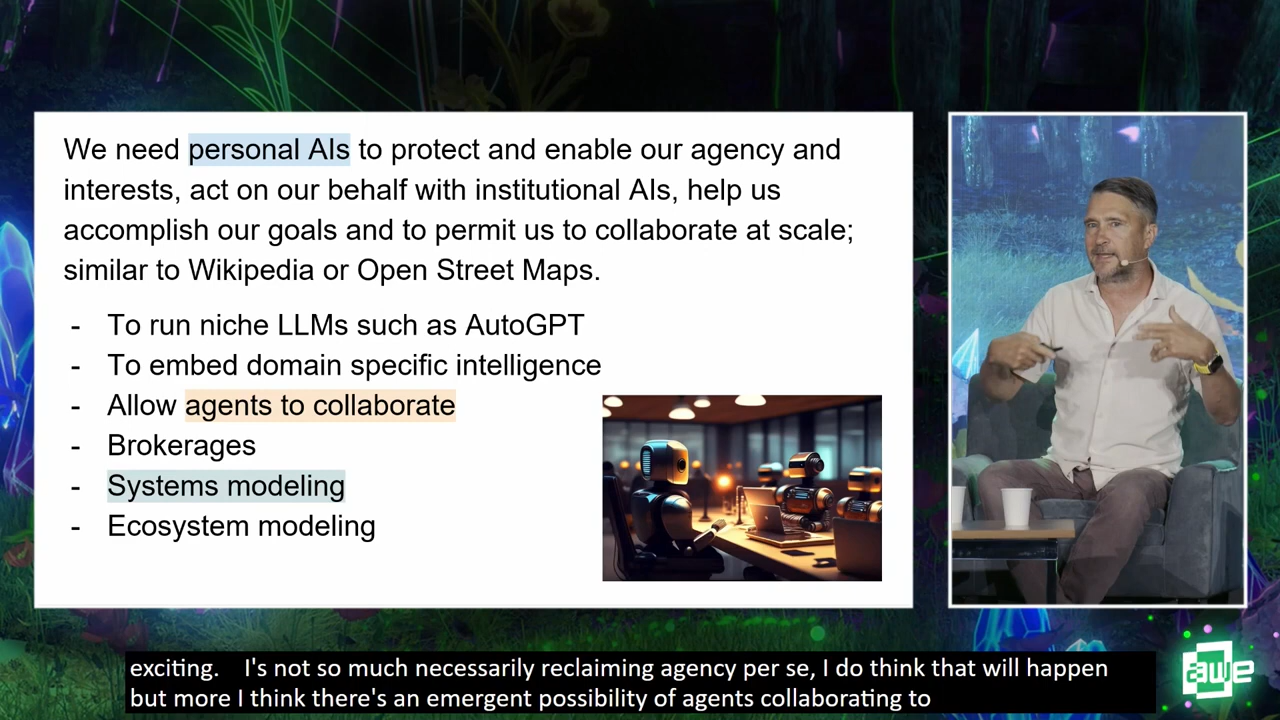 We need personal AIs to protect and enable our agency and
interests, act on our behalf with institutional AIs, help us
accomplish our goals and to permit us to collaborate at scale;
similar to Wikipedia or Open Street Maps.
- To run niche LLMs such as AutoGPT
- To embed domain specific intelligence
- Allow agents to collaborate
- Brokerages
- Systems modeling
- Ecosystem modeling
exciting. I's not so much necessarily reclaiming agency per se, I do think that will happen
but more I think there's an emergent possibility of agents collaborating to
awe